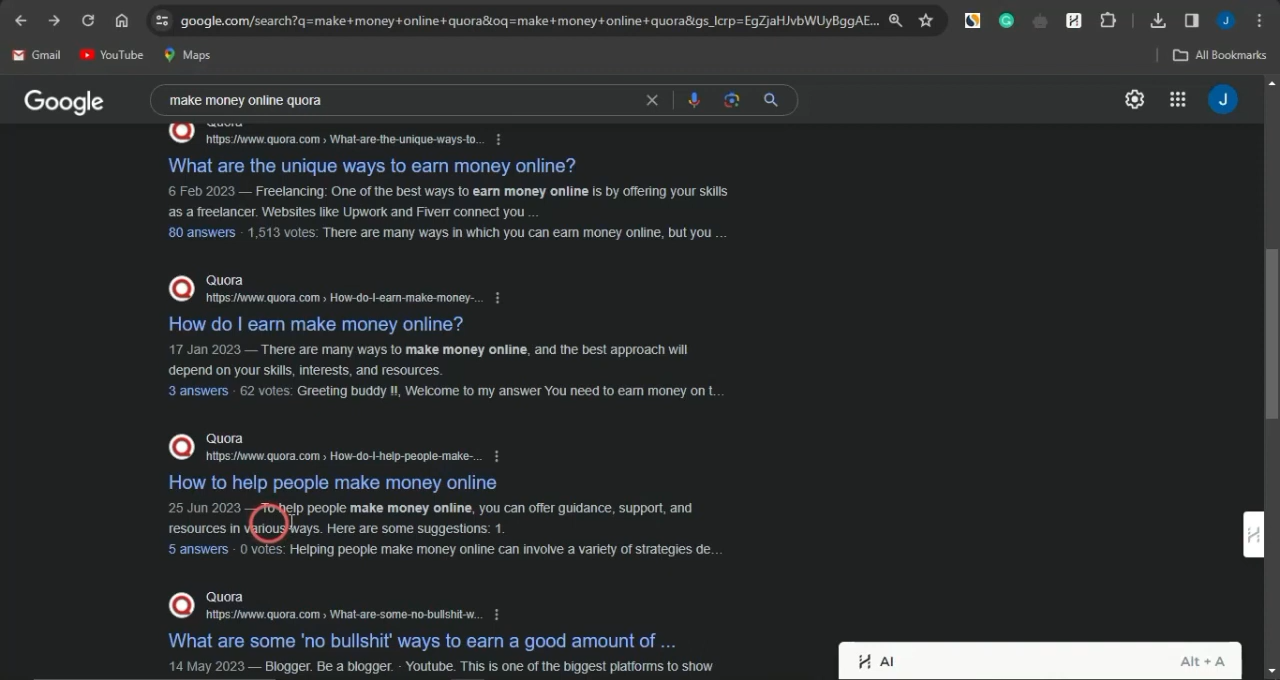 google.com/search?q=make+money+online+quora&oq=make+money+online+quora&gs_lcrp=EgZjaHJvbWUyBggAE...
J
Gmail
YouTube
Maps
All Bookmarks
Google
make money online quora
J
Quora
https://www.quora.com › What-are-the-unique-ways-to...
What are the unique ways to earn money online?
6 Feb 2023 — Freelancing: One of the best ways to earn money online is by offering your skills
as a freelancer. Websites like Upwork and Fiverr connect you ...
80 answers · 1,513 votes: There are many ways in which you can earn money online, but you ...
Quora
https://www.quora.com › How-do-I-earn-make-money-...
How do I earn make money online?
17 Jan 2023 — There are many ways to make money online, and the best approach will
depend on your skills, interests, and resources.
3 answers · 62 votes: Greeting buddy !!, Welcome to my answer You need to earn money on t...
Quora
https://www.quora.com › How-do-I-help-people-make-...
How to help people make money online
25 Jun 2023 — To help people make money online, you can offer guidance, support, and
resources in various ways. Here are some suggestions: 1.
5 answers · 0 votes: Helping people make money online can involve a variety of strategies de...
Quora
https://www.quora.com › What-are-some-no-bullshit-w...
What are some 'no bullshit' ways to earn a good amount of ...
14 May 2023 — Blogger. Be a blogger. · Youtube. This is one of the biggest platforms to show
AI
Alt + A